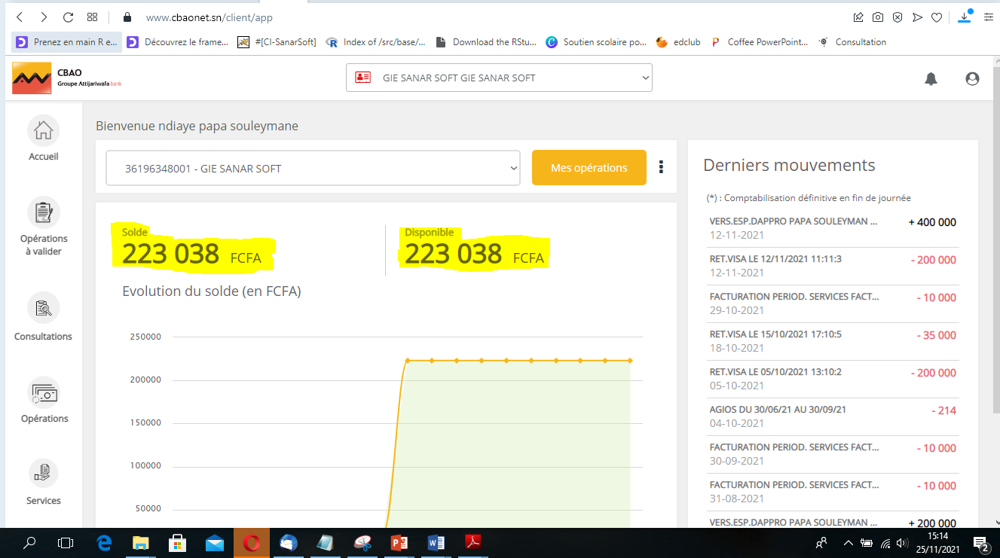 www.cbaonet.sn/client/app
Prenez en main R e... Découvrez le frame... #[CI-SanarSoft] Index of /src/base/... Download the RStu... Soutien scolaire po... edclub Coffee PowerPoint... Consultation
CBAO
Groupe Attijariwafa bank
GIE SANAR SOFT GIE SANAR SOFT
Bienvenue ndiaye papa souleymane
Accueil
Opérations
à valider
Consultations
Opérations
Services
36196348001 - GIE SANAR SOFT
Mes opérations
Solde
223 038 FCFA
Disponible
223 038 FCFA
Evolution du solde (en FCFA)
250000
200000
150000
100000
50000
Derniers mouvements
(*) : Comptabilisation définitive en fin de journée
VERS.ESP.DAPPRO PAPA SOULEYMAN ... + 400 000
12-11-2021
RET.VISA LE 12/11/2021 11:11:3 - 200 000
12-11-2021
FACTURATION PERIOD. SERVICES FACT... - 10 000
29-10-2021
RET.VISA LE 15/10/2021 17:10:5 - 35 000
18-10-2021
RET.VISA LE 05/10/2021 13:10:2 - 200 000
05-10-2021
AGIOS DU 30/06/21 AU 30/09/21 - 214
04-10-2021
FACTURATION PERIOD. SERVICES FACT... - 10 000
30-09-2021
FACTURATION PERIOD. SERVICES FACT... - 10 000
31-08-2021
VERS.ESP.DAPPRO PAPA SOULEYMAN ... + 200 000
15:14
25/11/2021
2